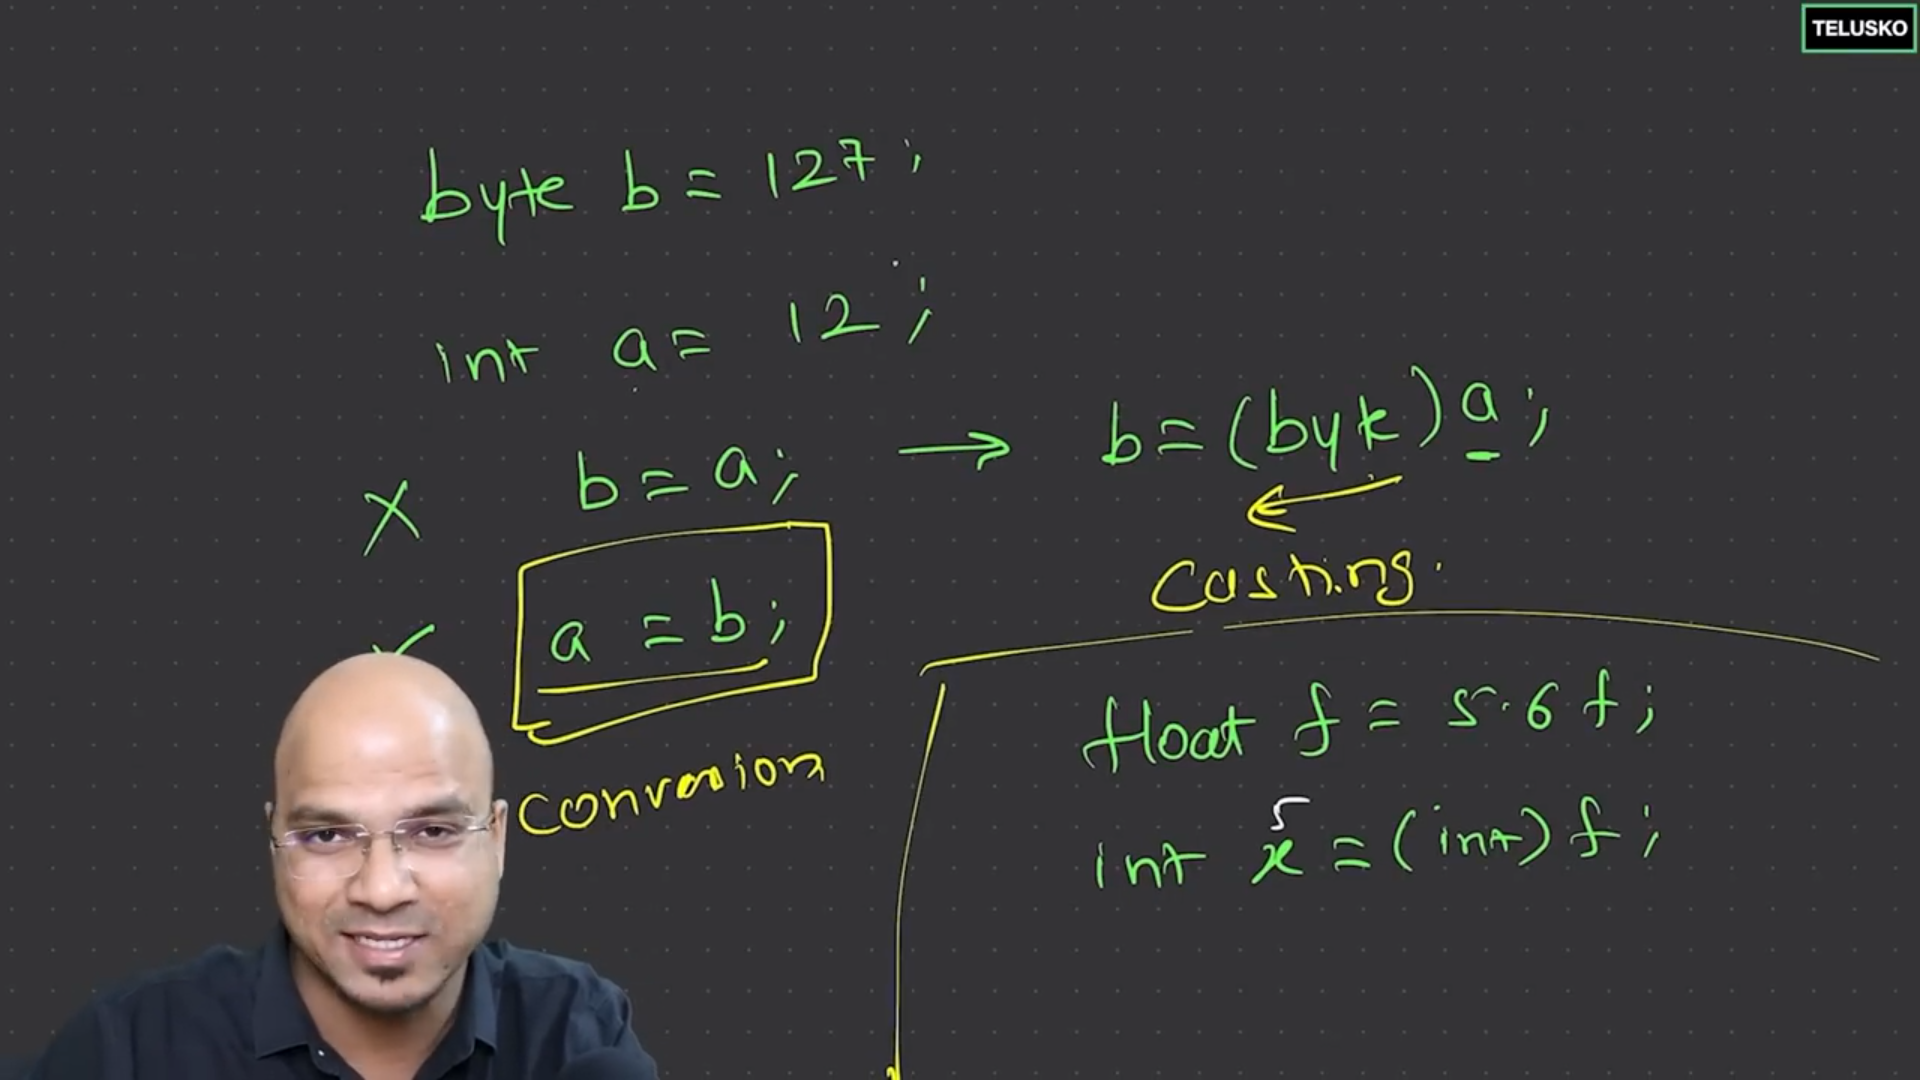 TELUSKO
byte b = 127;
int a = 12;
X b = a; → b = (byte) a;
Casting.
✓ a = b;
Conversion
float f = 5.6f;
5
int x = (int) f;